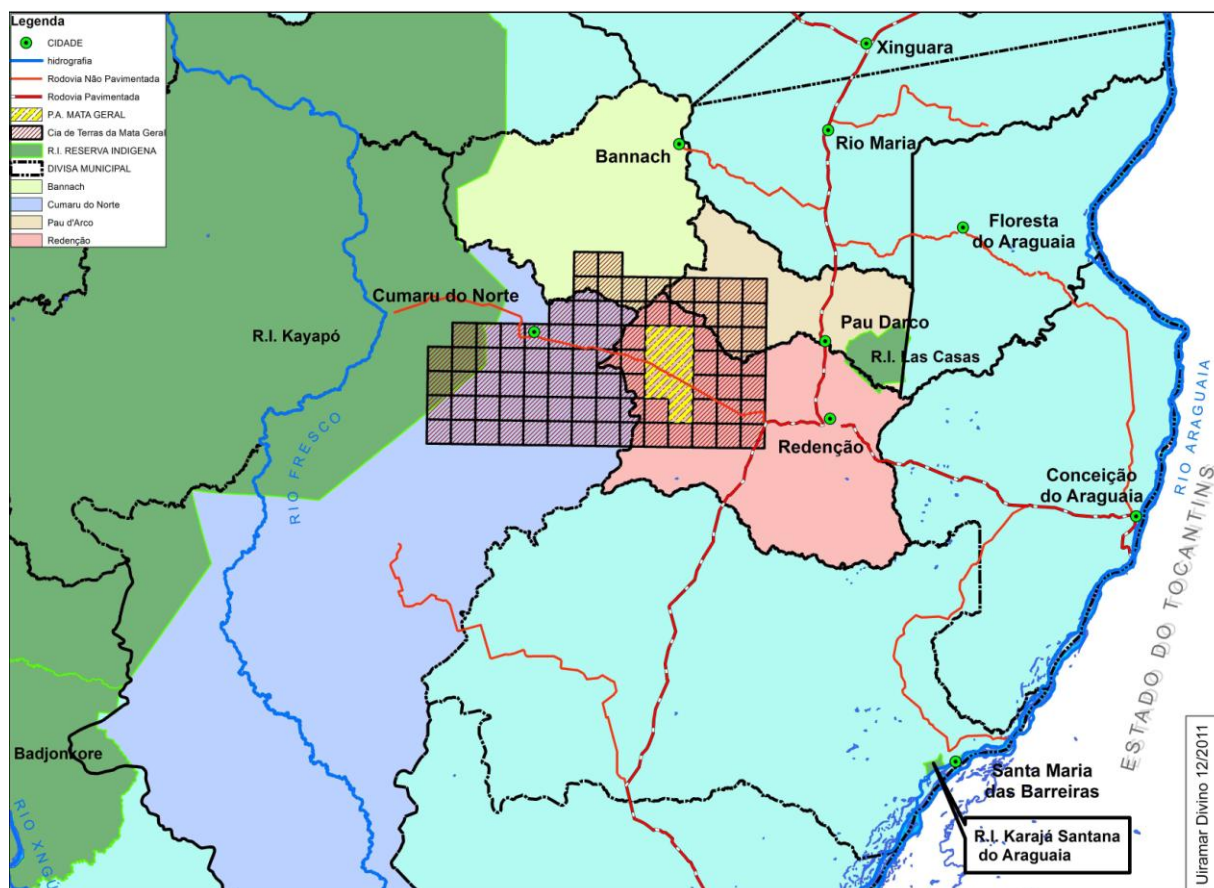 Legenda
CIDADE
hidrografia
Rodovia Não Pavimentada
Rodovia Pavimentada
P.A. MATA GERAL
Cia de Terras da Mata Geral
R.I. RESERVA INDIGENA
DIVISA MUNICIPAL
Bannach
Cumaru do Norte
Pau d'Arco
Redenção
Xinguara
Rio Maria
Bannach
Floresta
do Araguaia
Cumaru do Norte
R.I. Kayapó
Pau Darco
R.I. Las Casas
RIO FRESCO
Redenção
RIO ARAGUAIA
Conceição
do Araguaia
ESTADO DO TOCANTINS
Badjonkore
RIO XNGÚ
Santa Maria
das Barreiras
R.I. Karajá Santana
do Araguaia
Uiramar Divino 12/2011